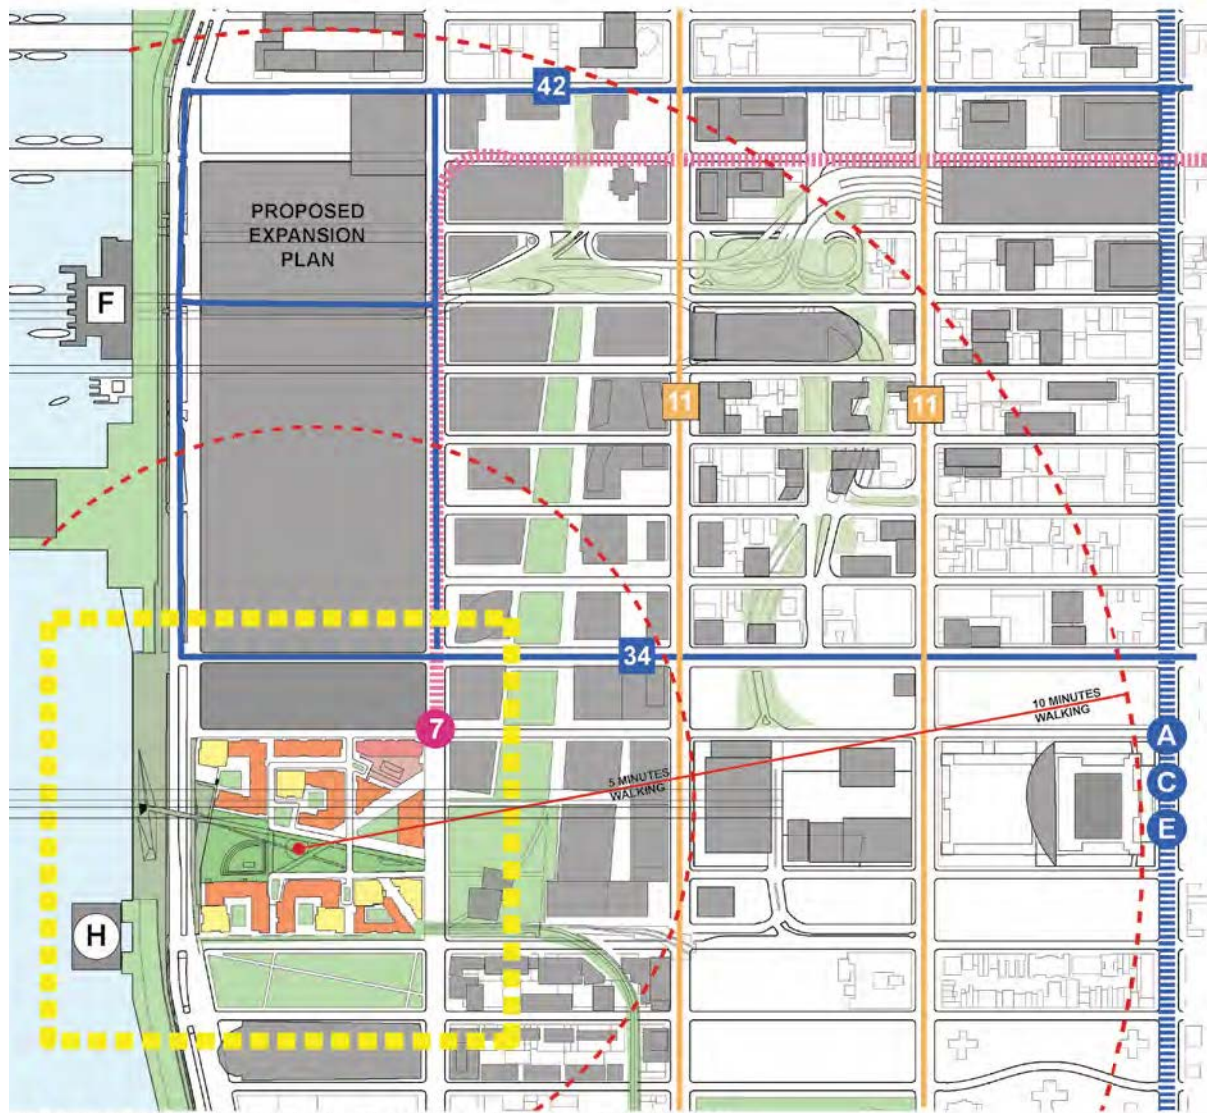 42
PROPOSED
EXPANSION
PLAN
F
11
11
34
10 MINUTES
WALKING
7
A
5 MINUTES
WALKING
C
E
H